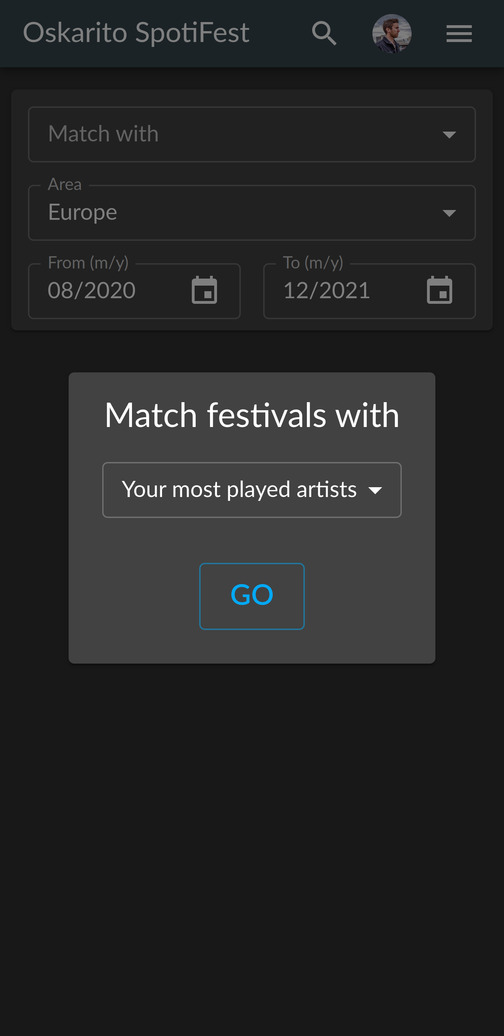 Oskarito SpotiFest
Match with
Area
Europe
From (m/y)
To (m/y)
08/2020
12/2021
Match festivals with
Your most played artists
GO